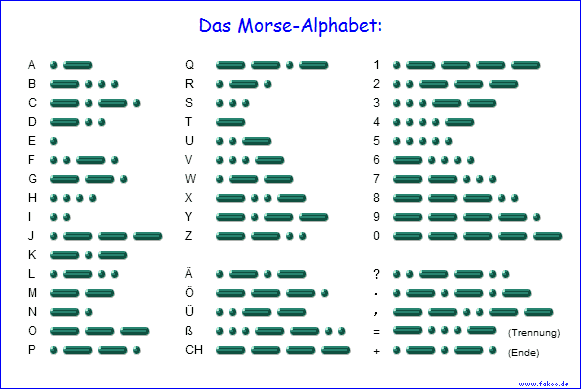 Das Morse-Alphabet:
A Q 1
B R 2
C S 3
D T 4
E U 5
F V 6
G W 7
H X 8
I Y 9
J Z 0
K
L Ä ?
M Ö .
N Ü ,
O ß = (Trennung)
P CH + (Ende)
www.fakoo.de